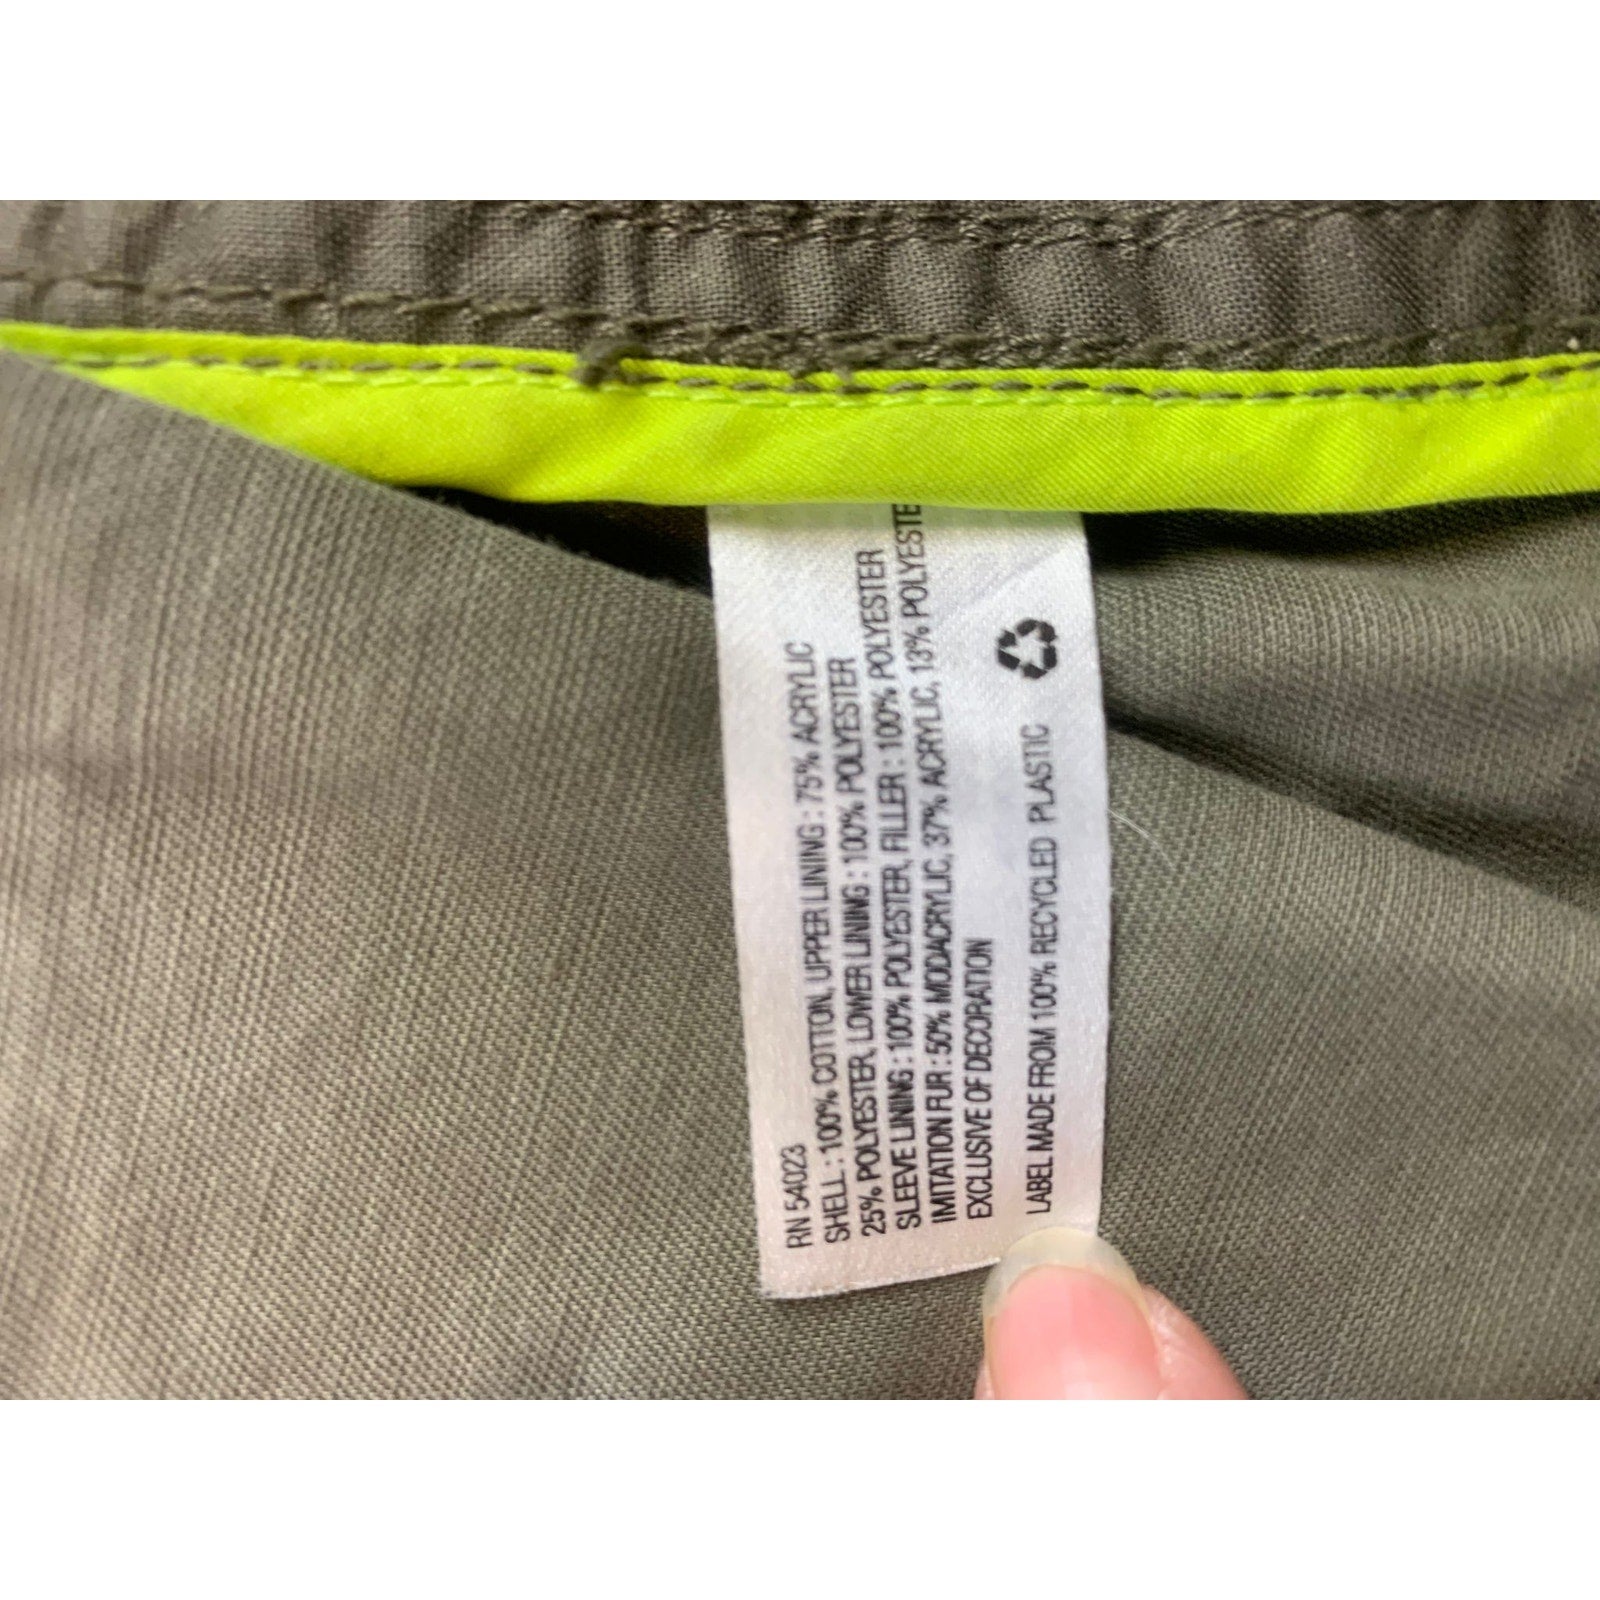 RN 54023
SHELL : 100% COTTON, UPPER LINING : 75% ACRYLIC
25% POLYESTER, LOWER LINING : 100% POLYESTER
SLEEVE LINING : 100% POLYESTER, FILLER : 100% POLYESTER
IMITATION FUR : 50% MODACRYLIC, 37% ACRYLIC, 13% POLYESTE
EXCLUSIVE OF DECORATION
LABEL MADE FROM 100% RECYCLED PLASTIC